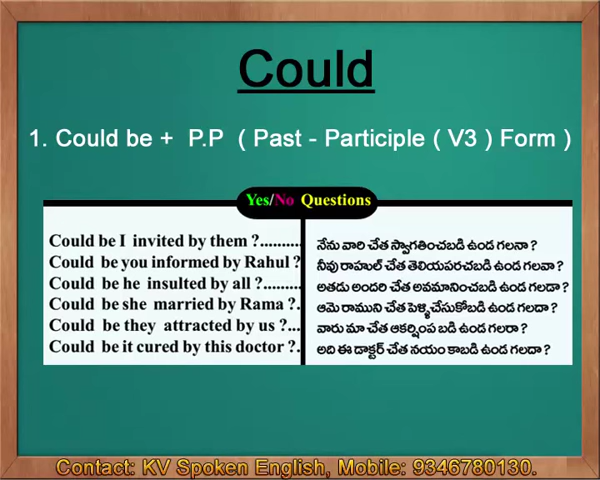 Could
1. Could be + P.P ( Past - Participle ( V3 ) Form )
Yes/No Questions
Could be I invited by them ?..........
Could be you informed by Rahul ?
Could be he insulted by all ?.........
Could be she married by Rama ?.
Could be they attracted by us ?...
Could be it cured by this doctor ?.
నేను వారి చేత స్వాగతించబడి ఉండ గలనా ?
నీవు రాహుల్ చేత తెలియపరచబడి ఉండ గలవా ?
అతడు అందరి చేత అవమానించబడి ఉండ గలడా ?
ఆమె రాముని చేత పెళ్ళిచేసుకోబడి ఉండ గలదా ?
వారు మా చేత ఆకర్షింప బడి ఉండ గలరా ?
అది ఈ డాక్టర్ చేత నయం కాబడి ఉండ గలదా ?
Contact: KV Spoken English, Mobile: 9346780130.